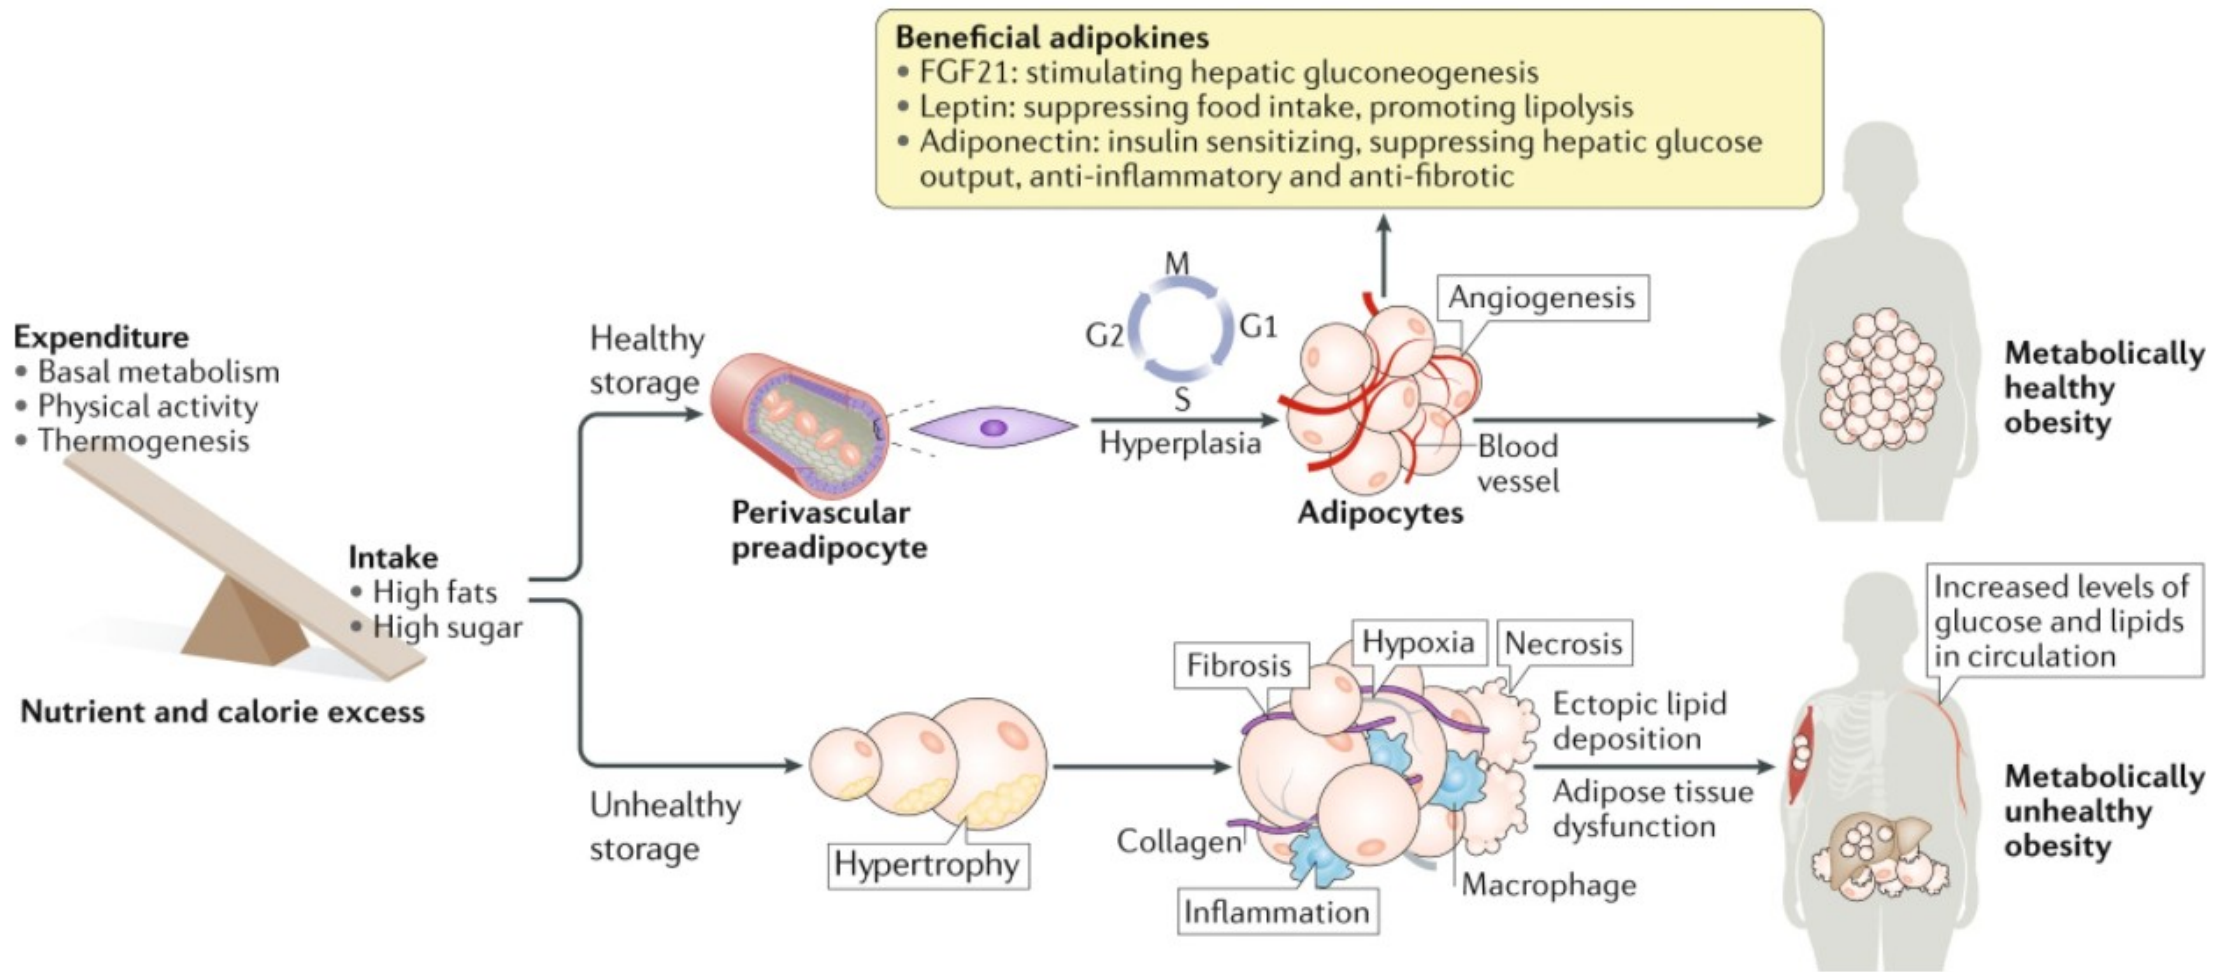 Beneficial adipokines
• FGF21: stimulating hepatic gluconeogenesis
• Leptin: suppressing food intake, promoting lipolysis
• Adiponectin: insulin sensitizing, suppressing hepatic glucose
output, anti-inflammatory and anti-fibrotic
Expenditure
• Basal metabolism
• Physical activity
• Thermogenesis
Intake
• High fats
• High sugar
Nutrient and calorie excess
Healthy
storage
Perivascular
preadipocyte
M
G1
S
G2
Hyperplasia
Angiogenesis
Blood
vessel
Adipocytes
Metabolically
healthy
obesity
Unhealthy
storage
Hypertrophy
Fibrosis
Hypoxia
Necrosis
Collagen
Inflammation
Macrophage
Ectopic lipid
deposition
Adipose tissue
dysfunction
Increased levels of
glucose and lipids
in circulation
Metabolically
unhealthy
obesity